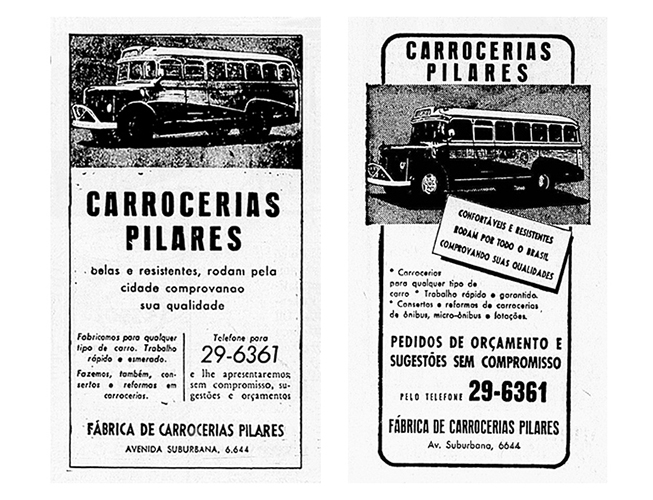 CARROCERIAS
PILARES
belas e resistentes, rodam pela
cidade comprovando
sua qualidade
Fabricamos para qualquer
tipo de carro. Trabalho
rápido e esmerado.
Fazemos, também, con-
sertos e reformas em
carrocerias.
Telefone para
29-6361
e lhe apresentaremos
sem compromisso, su-
gestões e orçamentos
FÁBRICA DE CARROCERIAS PILARES
AVENIDA SUBURBANA, 6.644
CARROCERIAS
PILARES
CONFORTÁVEIS E RESISTENTES
RODAM POR TODO O BRASIL
COMPROVANDO SUAS QUALIDADES
* Carrocerias
para qualquer tipo de
carro * Trabalho rápido e garantido.
* Consertos e reformas de carrocerias
de ônibus, micro-ônibus e lotações.
PEDIDOS DE ORÇAMENTO E
SUGESTÕES SEM COMPROMISSO
PELO TELEFONE 29-6361
FÁBRICA DE CARROCERIAS PILARES
Av. Suburbana, 6644